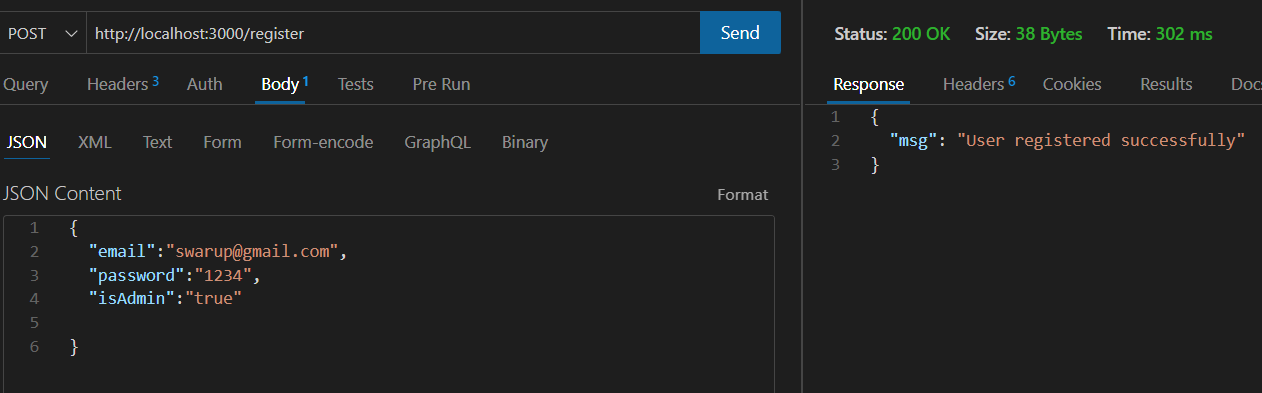 POST http://localhost:3000/register Send
Query Headers 3 Auth Body 1 Tests Pre Run
JSON XML Text Form Form-encode GraphQL Binary
JSON Content Format
1 {
2 "email":"swarup@gmail.com",
3 "password":"1234",
4 "isAdmin":"true"
5
6 }
Status: 200 OK Size: 38 Bytes Time: 302 ms
Response Headers 6 Cookies Results Docs
1 {
2 "msg": "User registered successfully"
3 }